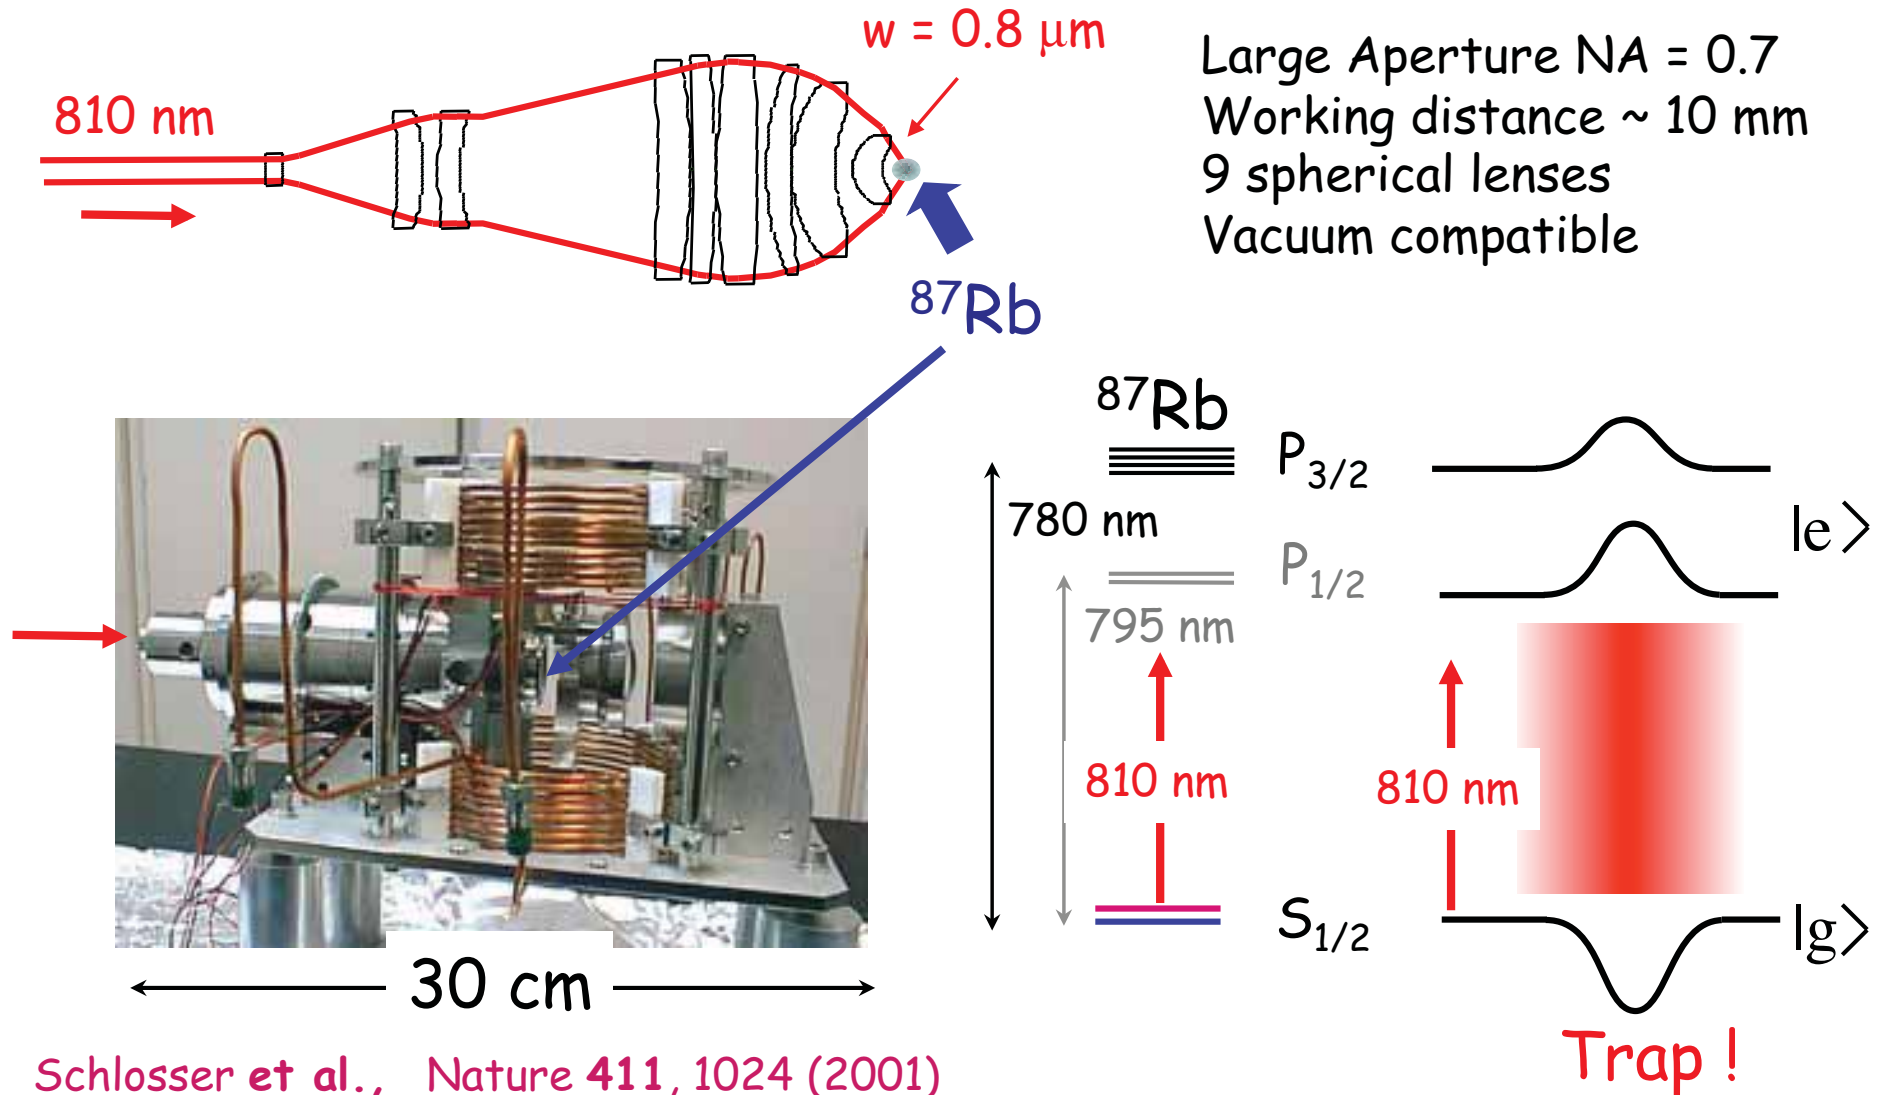 w = 0.8 μm
810 nm
Large Aperture NA = 0.7
Working distance ~ 10 mm
9 spherical lenses
Vacuum compatible
⁸⁷Rb
⁸⁷Rb
P₃/₂
780 nm
|e>
P₁/₂
795 nm
810 nm
810 nm
S₁/₂
|g>
30 cm
Trap !
Schlosser et al., Nature 411, 1024 (2001)